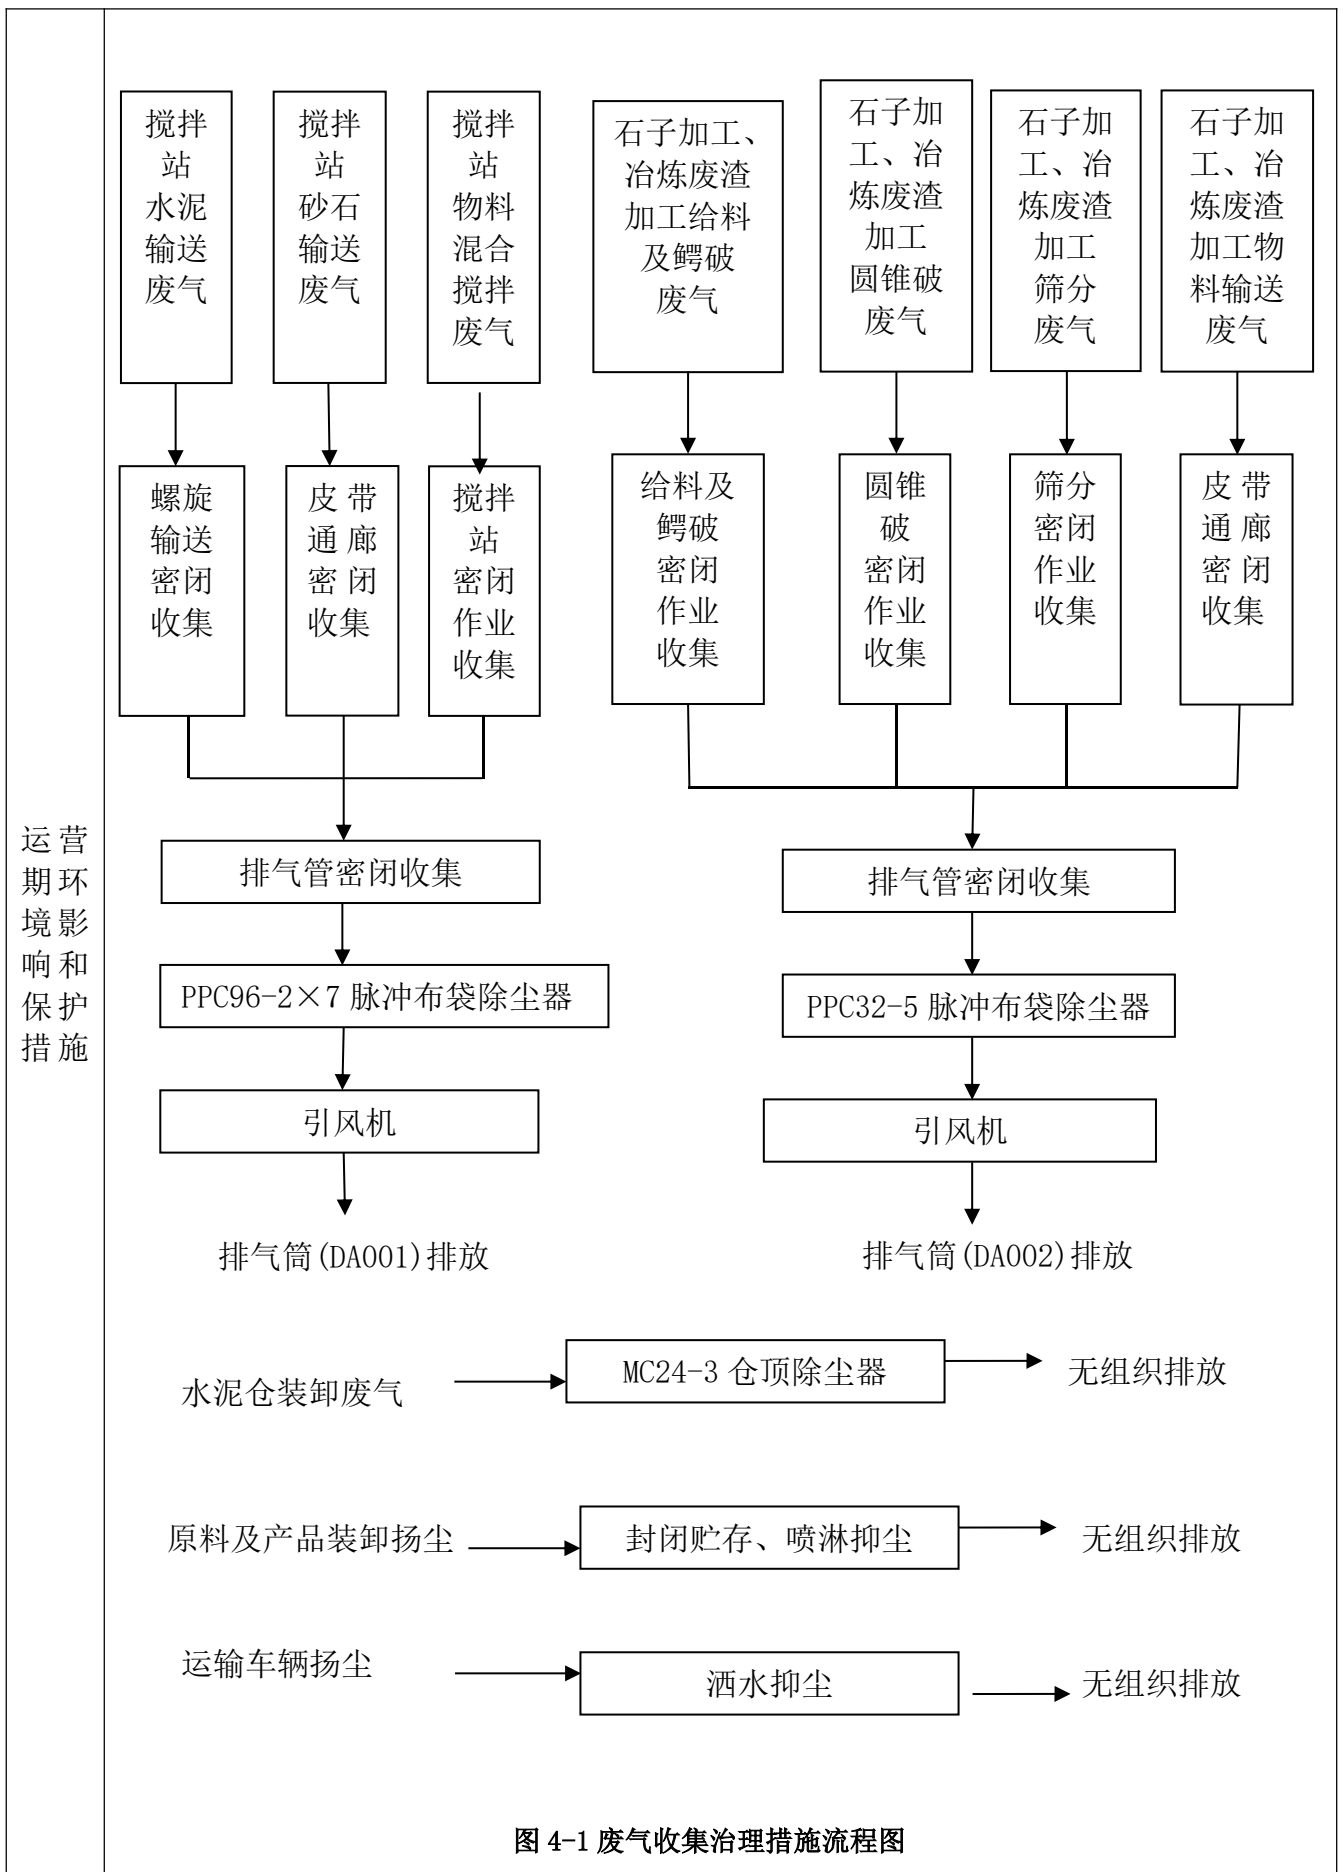 运营
期环
境影
响和
保护
措施
搅拌
站
水泥
输送
废气
搅拌
站
砂石
输送
废气
搅拌
站
物料
混合
搅拌
废气
石子加工、
冶炼废渣
加工给料
及鳄破
废气
石子加
工、冶
炼废渣
加工
圆锥破
废气
石子加
工、冶
炼废渣
加工
筛分
废气
石子加
工、冶
炼废渣
加工物
料输送
废气
螺旋
输送
密闭
收集
皮带
通廊
密闭
收集
搅拌
站
密闭
作业
收集
给料及
鳄破
密闭
作业
收集
圆锥
破
密闭
作业
收集
筛分
密闭
作业
收集
皮带
通廊
密闭
收集
排气管密闭收集
排气管密闭收集
PPC96-2×7 脉冲布袋除尘器
PPC32-5 脉冲布袋除尘器
引风机
引风机
排气筒(DA001)排放
排气筒(DA002)排放
水泥仓装卸废气
MC24-3 仓顶除尘器
无组织排放
原料及产品装卸扬尘
封闭贮存、喷淋抑尘
无组织排放
运输车辆扬尘
洒水抑尘
无组织排放
图 4-1 废气收集治理措施流程图